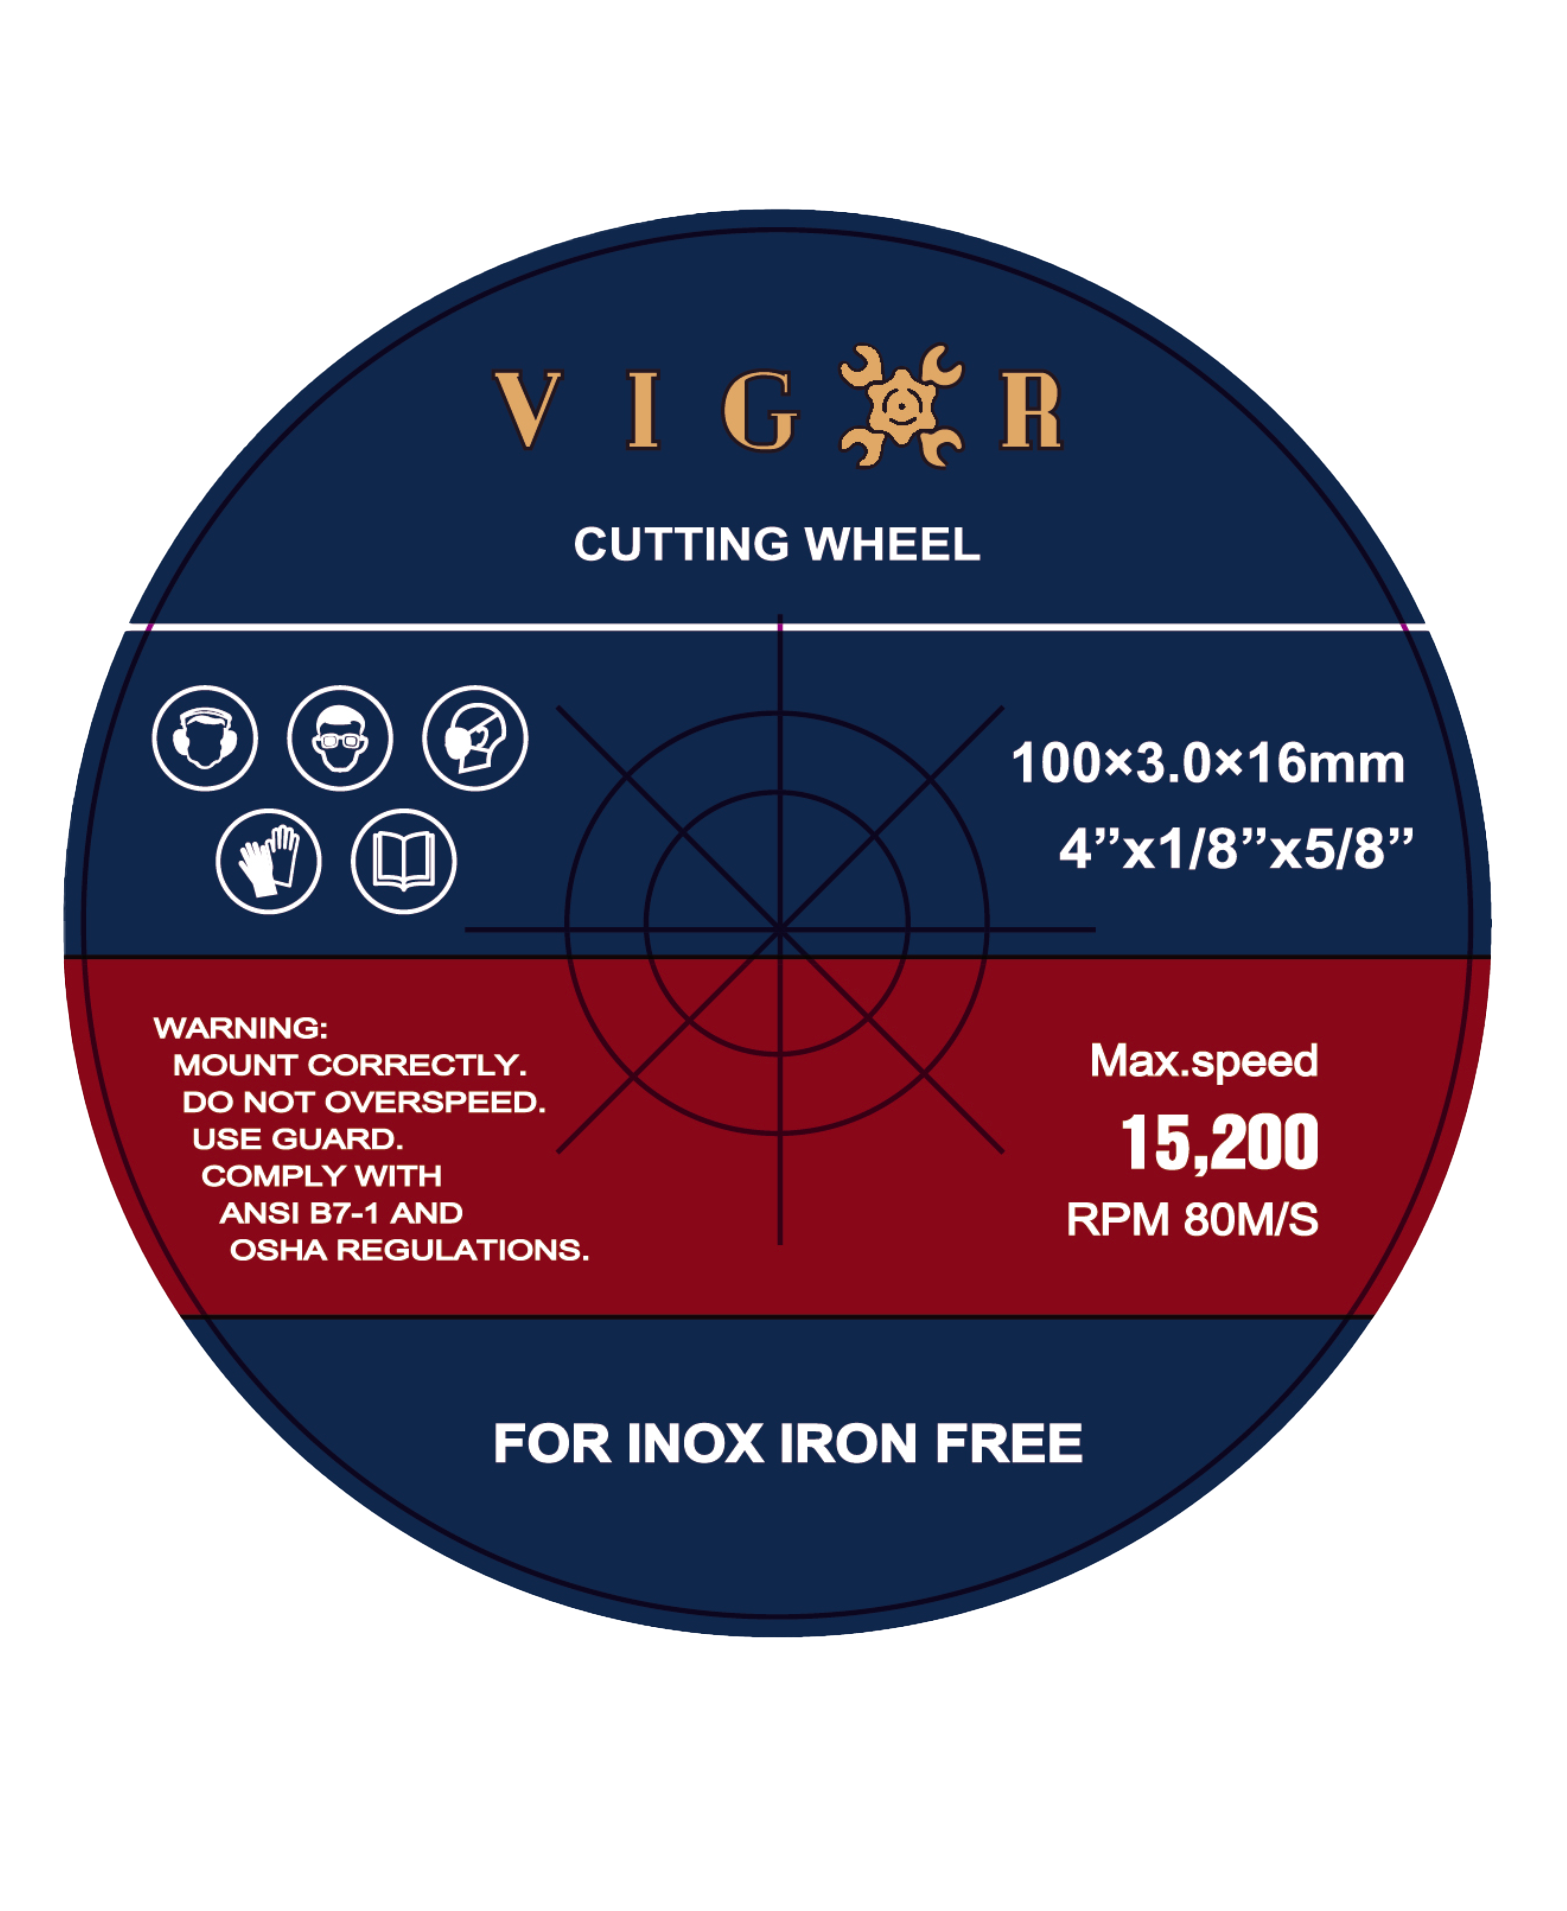 VIGOR
CUTTING WHEEL
100×3.0×16mm
4”x1/8”x5/8”
WARNING:
MOUNT CORRECTLY.
DO NOT OVERSPEED.
USE GUARD.
COMPLY WITH
ANSI B7-1 AND
OSHA REGULATIONS.
Max.speed
15,200
RPM 80M/S
FOR INOX IRON FREE